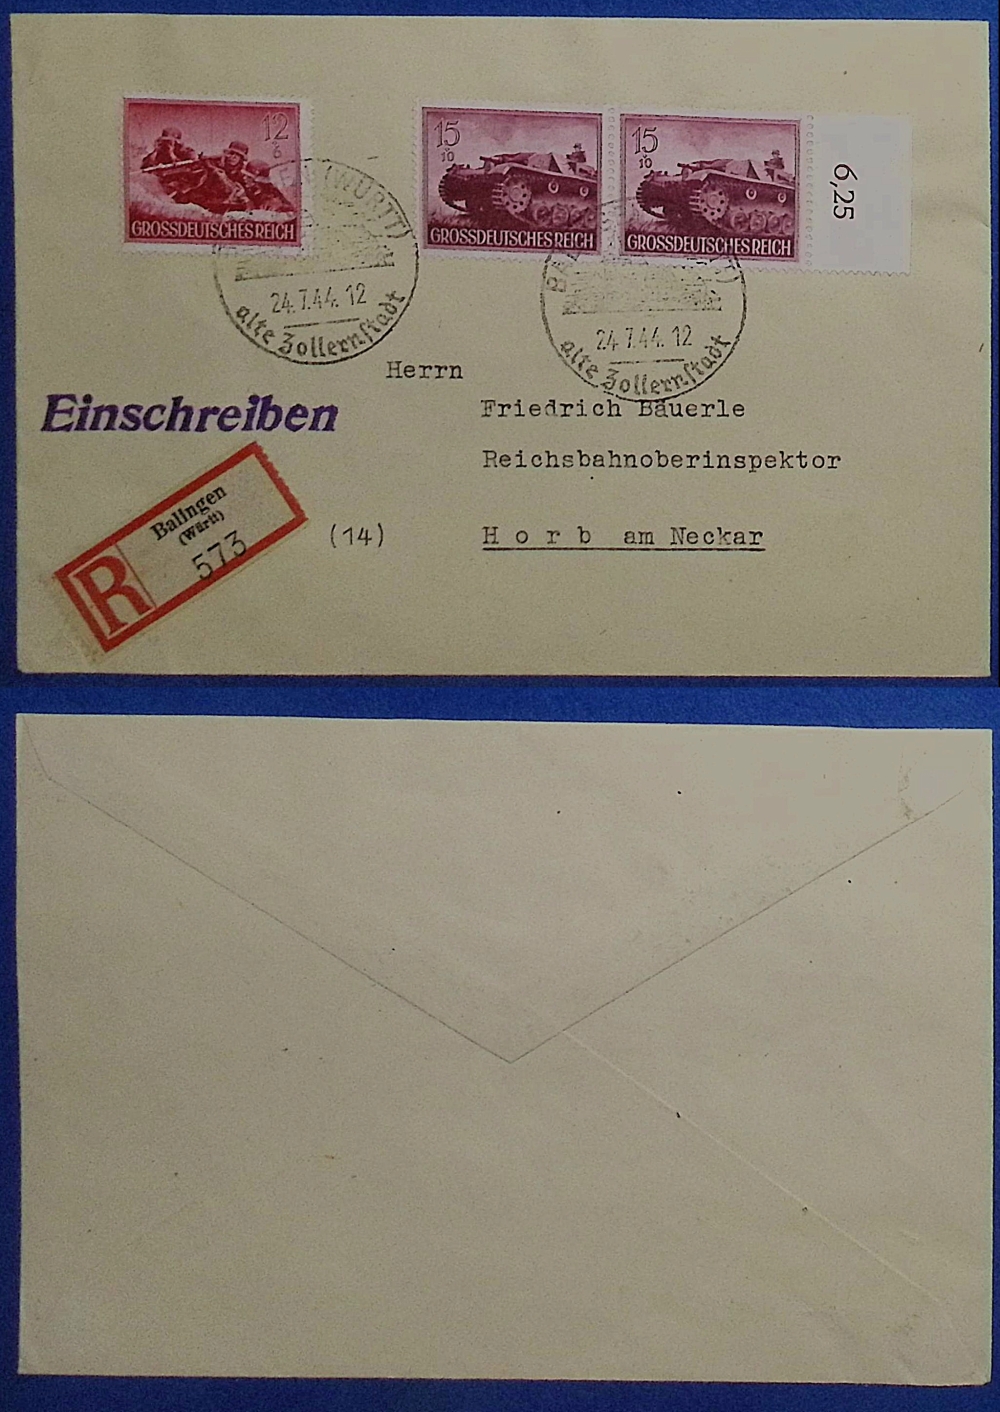 12
6
GROSSDEUTSCHES REICH
15
10
GROSSDEUTSCHES REICH
15
10
GROSSDEUTSCHES REICH
6,25
(WÜRTT)
24.7.44. 12
alte Zollernstadt
24.7.44. 12
alte Zollernstadt
Herrn
Einschreiben
Friedrich Bäuerle
Reichsbahnoberinspektor
R
Balingen
(Württ)
573
(14)
Horb am Neckar